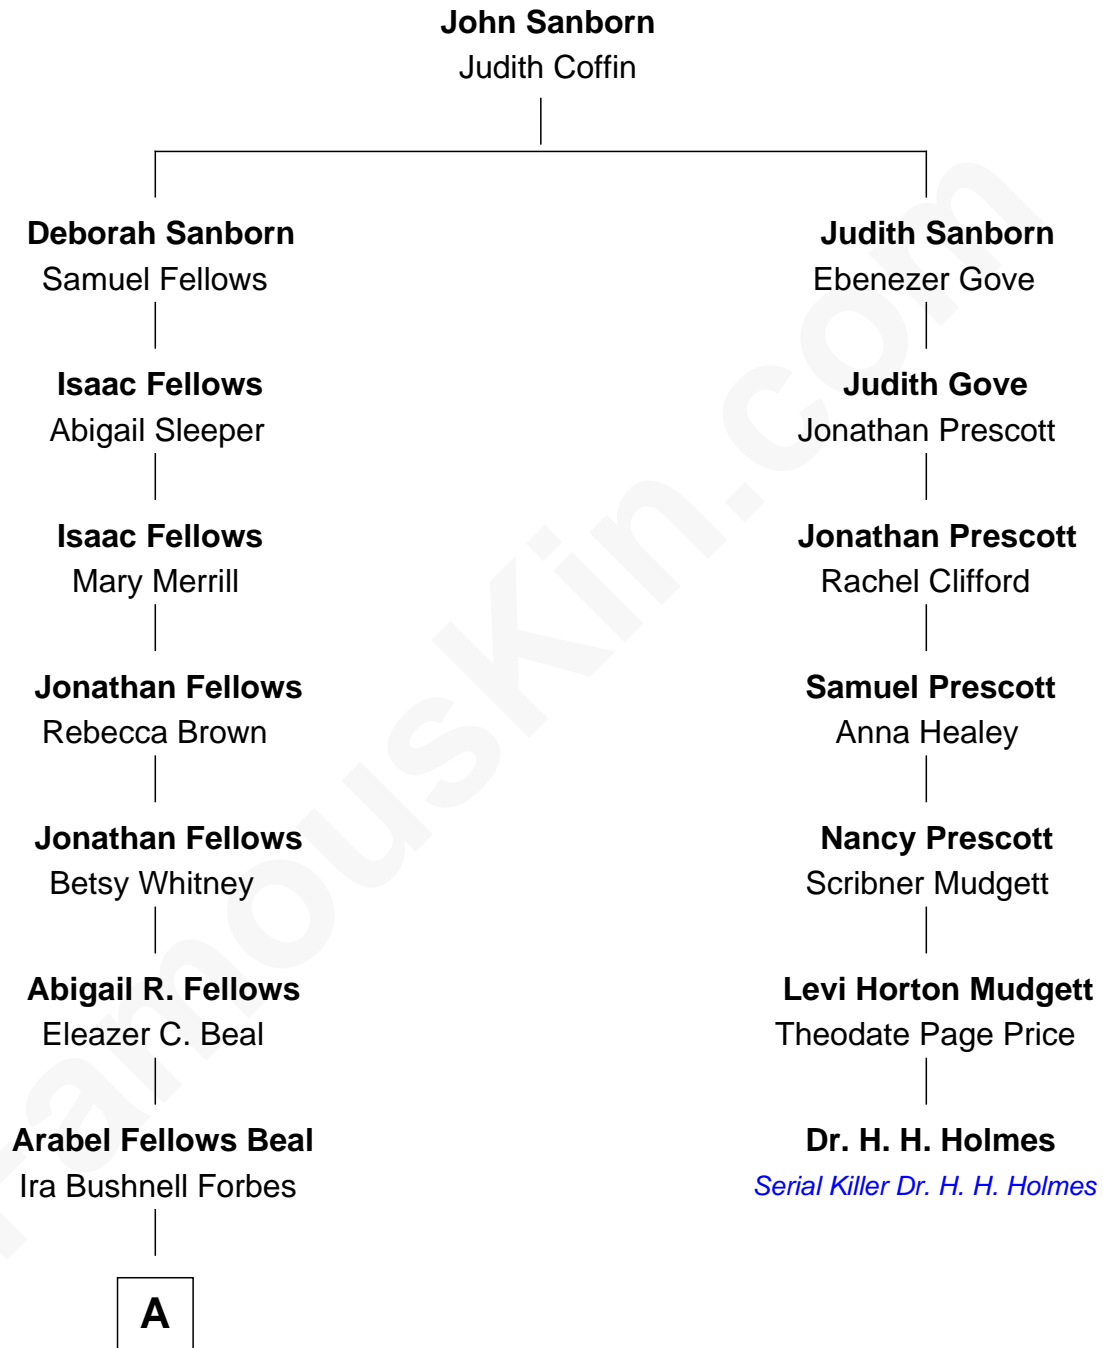 John Sanborn
Judith Coffin
Deborah Sanborn
Samuel Fellows
Judith Sanborn
Ebenezer Gove
Isaac Fellows
Abigail Sleeper
Judith Gove
Jonathan Prescott
Isaac Fellows
Mary Merrill
Jonathan Prescott
Rachel Clifford
Jonathan Fellows
Rebecca Brown
Samuel Prescott
Anna Healey
Jonathan Fellows
Betsy Whitney
Nancy Prescott
Scribner Mudgett
Abigail R. Fellows
Eleazer C. Beal
Levi Horton Mudgett
Theodate Page Price
Arabel Fellows Beal
Ira Bushnell Forbes
Dr. H. H. Holmes
Serial Killer Dr. H. H. Holmes
A
FamousKin.com